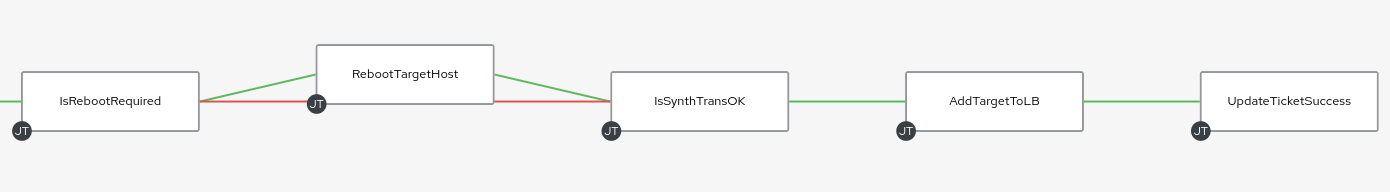 IsRebootRequired
JT
RebootTargetHost
JT
IsSynthTransOK
JT
AddTargetToLB
JT
UpdateTicketSuccess
JT